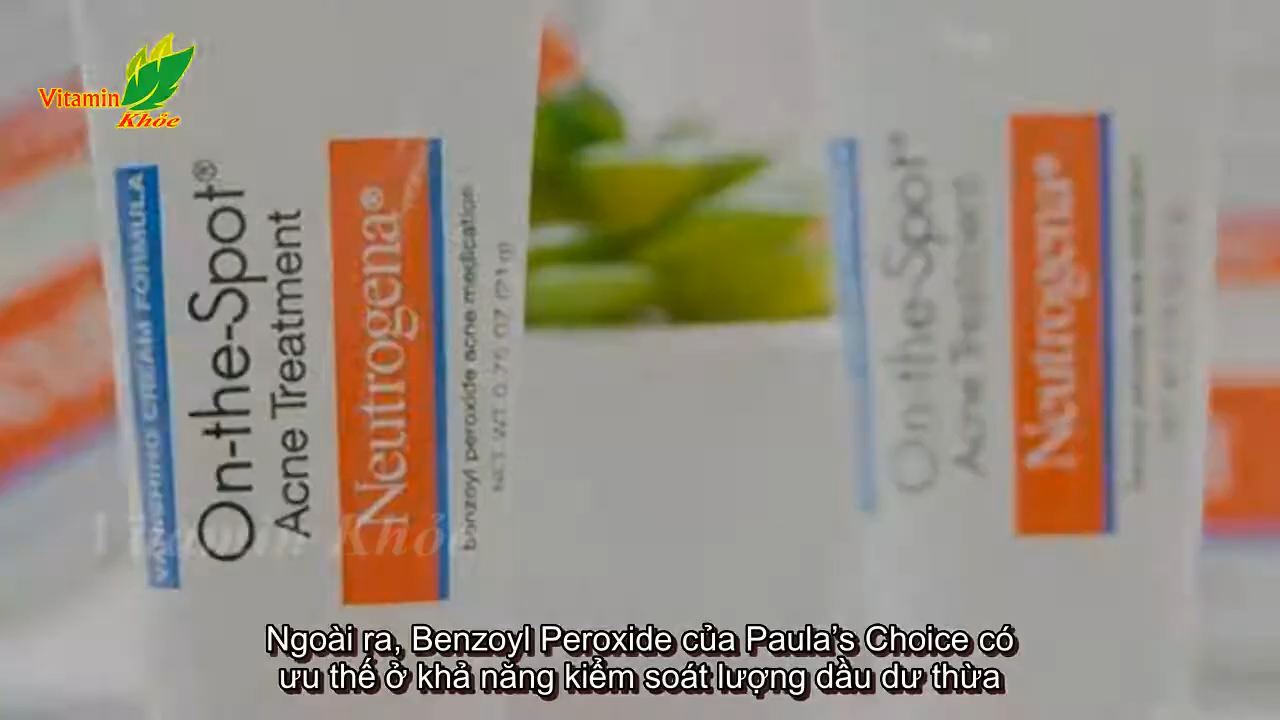 Vitamin
Khỏe
VANISHING CREAM FORMULA
On-the-Spot®
Acne Treatment
Neutrogena®
benzoyl peroxide acne medication
NET WT 0.75 OZ (21 g)
On-the-Spot®
Acne Treatment
Neutrogena®
Vitamin Khỏe
Ngoài ra, Benzoyl Peroxide của Paula's Choice có
ưu thế ở khả năng kiểm soát lượng dầu dư thừa